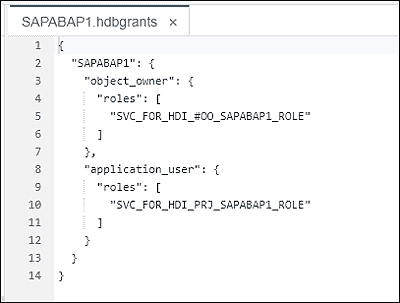 SAPABAP1.hdbgrants ×
1 {
2 "SAPABAP1": {
3 "object_owner": {
4 "roles": [
5 "SVC_FOR_HDI_#OO_SAPABAP1_ROLE"
6 ]
7 },
8 "application_user": {
9 "roles": [
10 "SVC_FOR_HDI_PRJ_SAPABAP1_ROLE"
11 ]
12 }
13 }
14 }